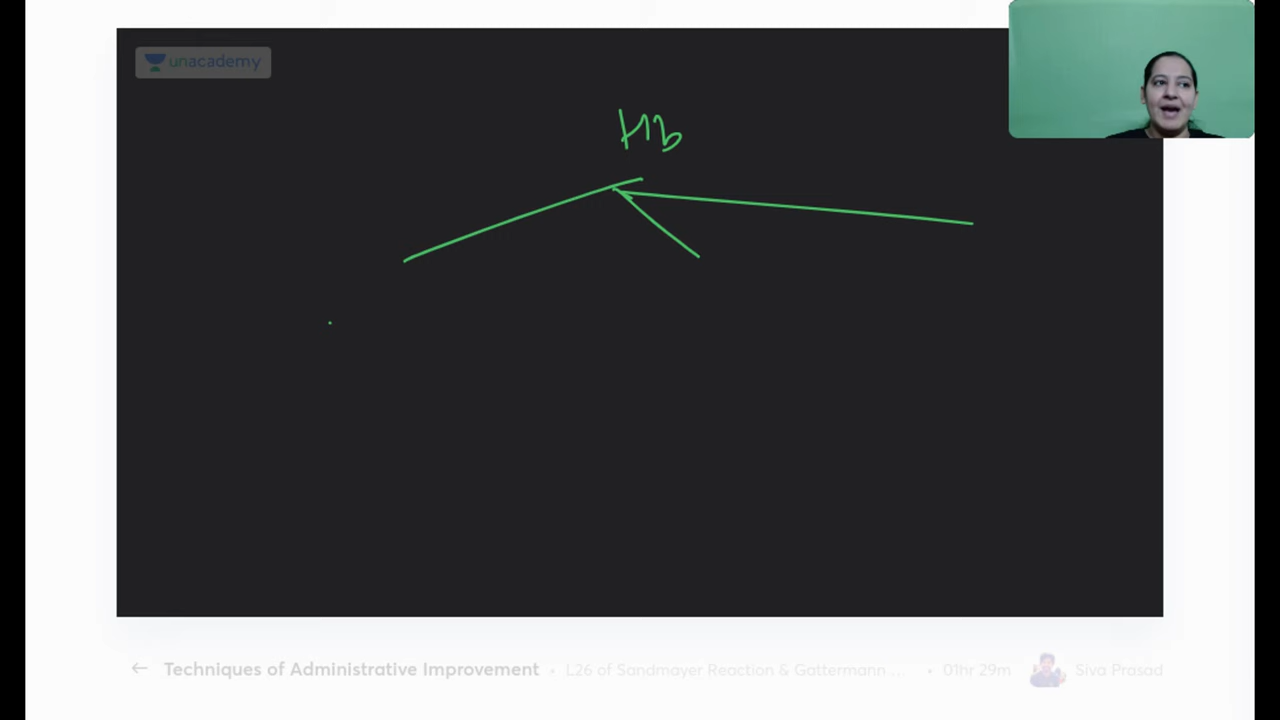 unacademy
Hb
Techniques of Administrative Improvement • L26 of Sandmayer Reaction & Gattermann ... • 01hr 29m Siva Prasad